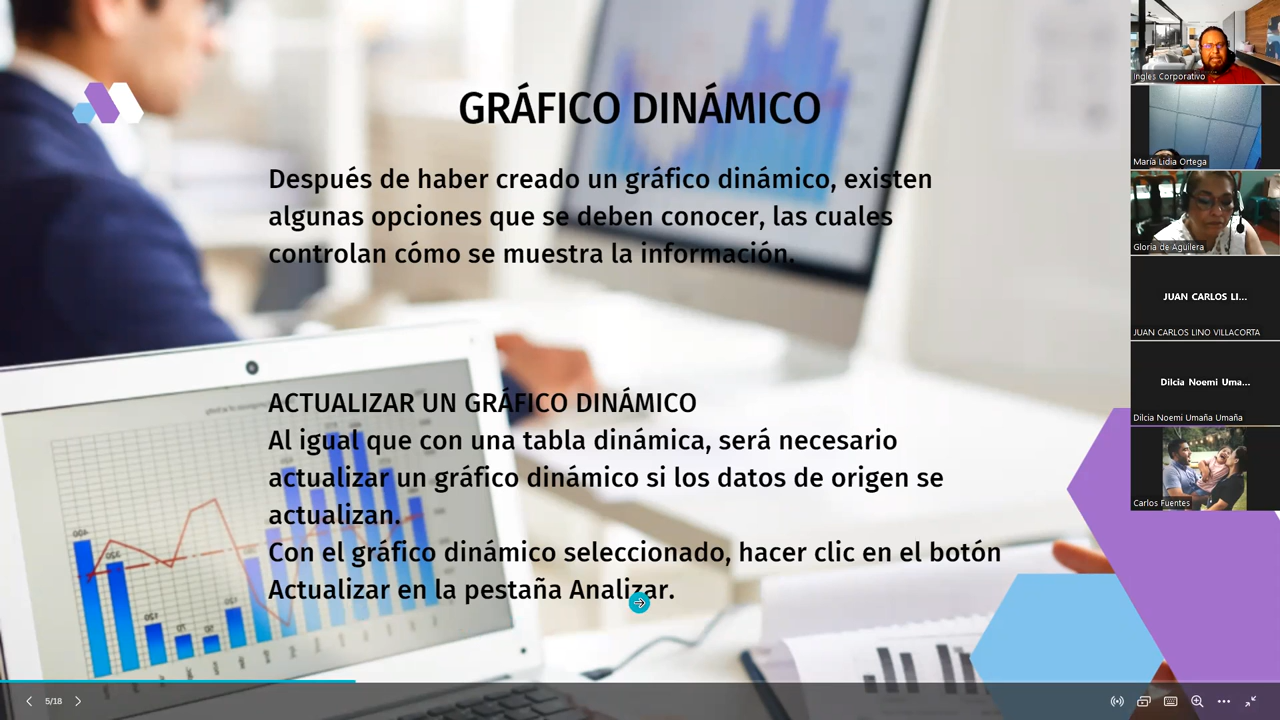 GRÁFICO DINÁMICO
Después de haber creado un gráfico dinámico, existen
algunas opciones que se deben conocer, las cuales
controlan cómo se muestra la información.
ACTUALIZAR UN GRÁFICO DINÁMICO
Al igual que con una tabla dinámica, será necesario
actualizar un gráfico dinámico si los datos de origen se
actualizan.
Con el gráfico dinámico seleccionado, hacer clic en el botón
Actualizar en la pestaña Analizar.
5/18
Ingles Corporativo
María Lidia Ortega
Gloria de Aguilera
JUAN CARLOS LI...
JUAN CARLOS LINO VILLACORTA
Dilcia Noemi Uma...
Dilcia Noemi Umaña Umaña
Carlos Fuentes